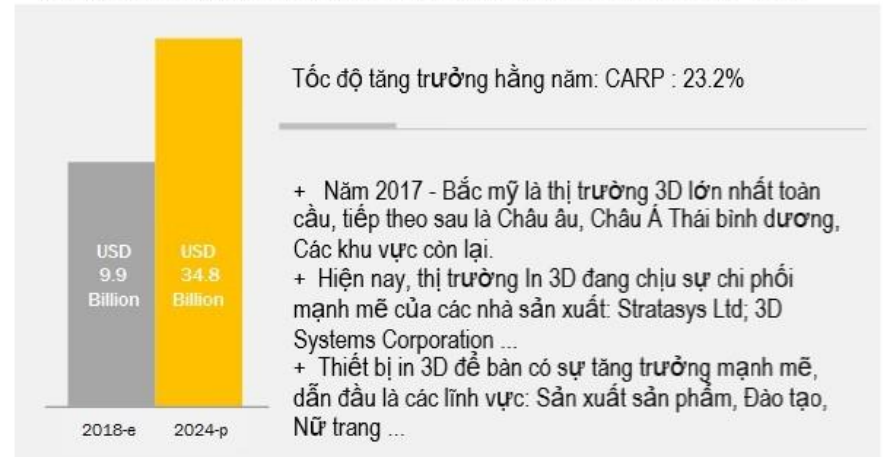 Tốc độ tăng trưởng hằng năm: CARP : 23.2%
+ Năm 2017 - Bắc mỹ là thị trường 3D lớn nhất toàn
cầu, tiếp theo sau là Châu âu, Châu Á Thái bình dương,
Các khu vực còn lại.
+ Hiện nay, thị trường In 3D đang chịu sự chi phối
mạnh mẽ của các nhà sản xuất: Stratasys Ltd; 3D
Systems Corporation ...
+ Thiết bị in 3D để bàn có sự tăng trưởng mạnh mẽ,
dẫn đầu là các lĩnh vực: Sản xuất sản phẩm, Đào tạo,
Nữ trang ...
USD
9.9
Billion
USD
34.8
Billion
2018-e
2024-p